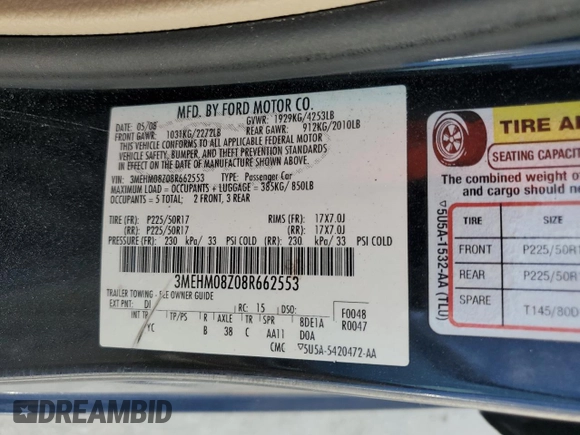 MFD. BY FORD MOTOR CO.
DATE: 05/08 GVWR: 1929KG/4253LB
FRONT GAWR: 1031KG/2272LB REAR GAWR: 912KG/2010LB
THIS VEHICLE CONFORMS TO ALL APPLICABLE FEDERAL MOTOR
VEHICLE SAFETY, BUMPER, AND THEFT PREVENTION STANDARDS
IN EFFECT ON THE DATE OF MANUFACTURE SHOWN ABOVE.
VIN: 3MEHM08Z08R662553 TYPE: Passenger Car
MAXIMUM LOAD = OCCUPANTS + LUGGAGE = 385KG/ 850LB
OCCUPANTS = 5 TOTAL: 2 FRONT, 3 REAR
TIRE (FR): P225/50R17 RIMS (FR): 17X7.0J
(RR): P225/50R17 (RR): 17X7.0J
PRESSURE (FR): 230 kPa/ 33 PSI COLD (RR): 230 kPa/ 33 PSI COLD
3MEHM08Z08R662553
TRAILER TOWING - SEE OWNER GUIDE
EXT PNT: DI RC: 15 DSO: F0048
INT TR TP/PS R AXLE TR SPR BDE1A R0047
YC B 38 C AA11 D0A
CMC ▽5U5A-5420472-AA
▽5U5A-1532-AA (TLU)
TIRE
SEATING CAPACIT
The combined weight o
and cargo should ne
TIRE SIZE
FRONT P225/50R1
REAR P225/50R1
SPARE T145/80D
DREAMBID